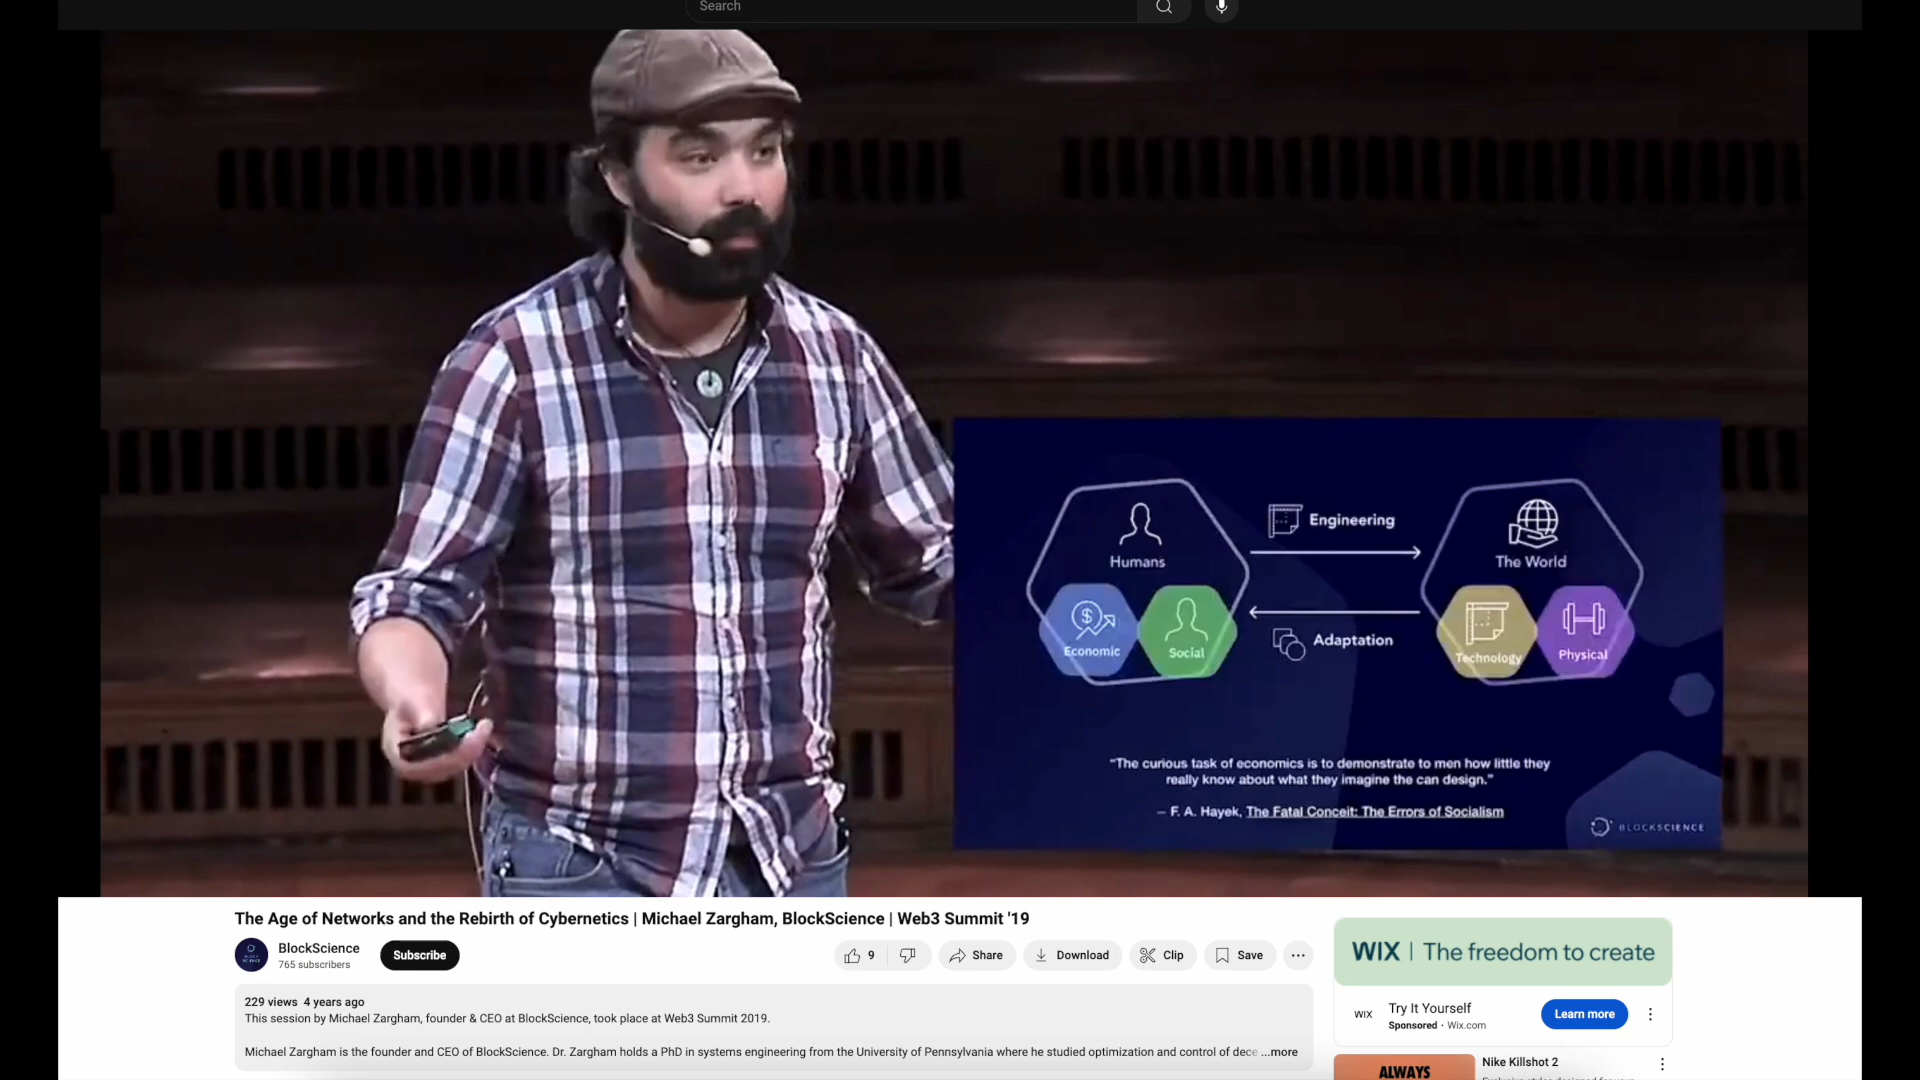 Search
Humans
Economic
Social
Engineering
Adaptation
The World
Technology
Physical
“The curious task of economics is to demonstrate to men how little they
really know about what they imagine the can design.”
– F. A. Hayek, The Fatal Conceit: The Errors of Socialism
BLOCKSCIENCE
The Age of Networks and the Rebirth of Cybernetics | Michael Zargham, BlockScience | Web3 Summit '19
BlockScience
765 subscribers
Subscribe
9
Share
Download
Clip
Save
229 views 4 years ago
This session by Michael Zargham, founder & CEO at BlockScience, took place at Web3 Summit 2019.
Michael Zargham is the founder and CEO of BlockScience. Dr. Zargham holds a PhD in systems engineering from the University of Pennsylvania where he studied optimization and control of dece ...more
WIX | The freedom to create
WIX
Try It Yourself
Sponsored · Wix.com
Learn more
ALWAYS
Nike Killshot 2